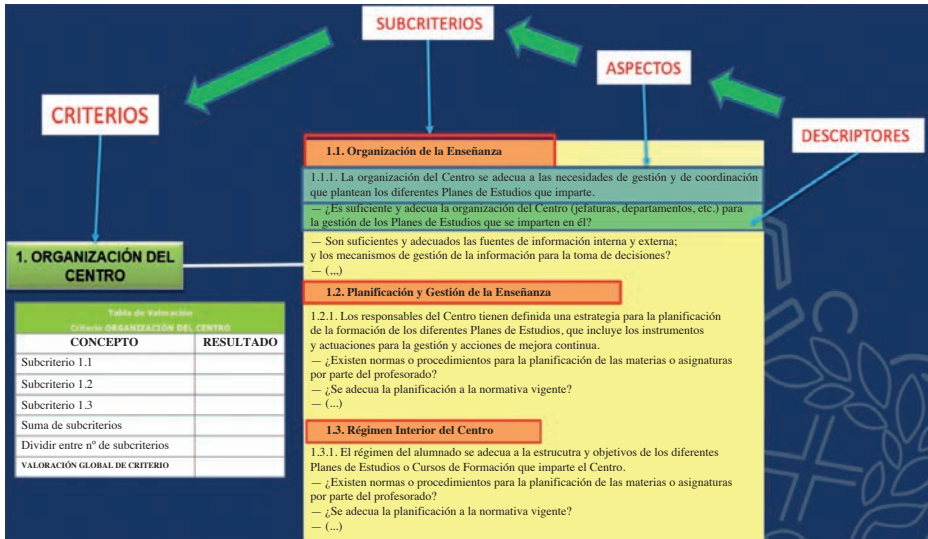 SUBCRITERIOS
ASPECTOS
CRITERIOS
DESCRIPTORES
1.1. Organización de la Enseñanza
1.1.1. La organización del Centro se adecua a las necesidades de gestión y de coordinación
que plantean los diferentes Planes de Estudios que imparte.
— ¿Es suficiente y adecua la organización del Centro (jefaturas, departamentos, etc.) para
la gestión de los Planes de Estudios que se imparten en él?
— Son suficientes y adecuados las fuentes de información interna y externa;
y los mecanismos de gestión de la información para la toma de decisiones?
— (,,,)
1.2. Planificación y Gestión de la Enseñanza
1.2.1. Los responsables del Centro tienen definida una estrategia para la planificación
de la formación de los diferentes Planes de Estudios, que incluye los instrumentos
y actuaciones para la gestión y acciones de mejora continua.
— ¿Existen normas o procedimientos para la planificación de las materias o asignaturas
por parte del profesorado?
— ¿Se adecua la planificación a la normativa vigente?
— (...)
1.3. Régimen Interior del Centro
1.3.1. El régimen del alumnado se adecua a la estrucutra y objetivos de los diferentes
Planes de Estudios o Cursos de Formación que imparte el Centro.
— ¿Existen normas o procedimientos para la planificación de las materias o asignaturas
por parte del profesorado?
— ¿Se adecua la planificación a la normativa vigente?
— (...)
1. ORGANIZACIÓN DEL
CENTRO
Tabla de Valoración
Criterio ORGANIZACIÓN DEL CENTRO
CONCEPTO RESULTADO
Subcriterio 1.1
Subcriterio 1.2
Subcriterio 1.3
Suma de subcriterios
Dividir entre nº de subcriterios
VALORACIÓN GLOBAL DE CRITERIO